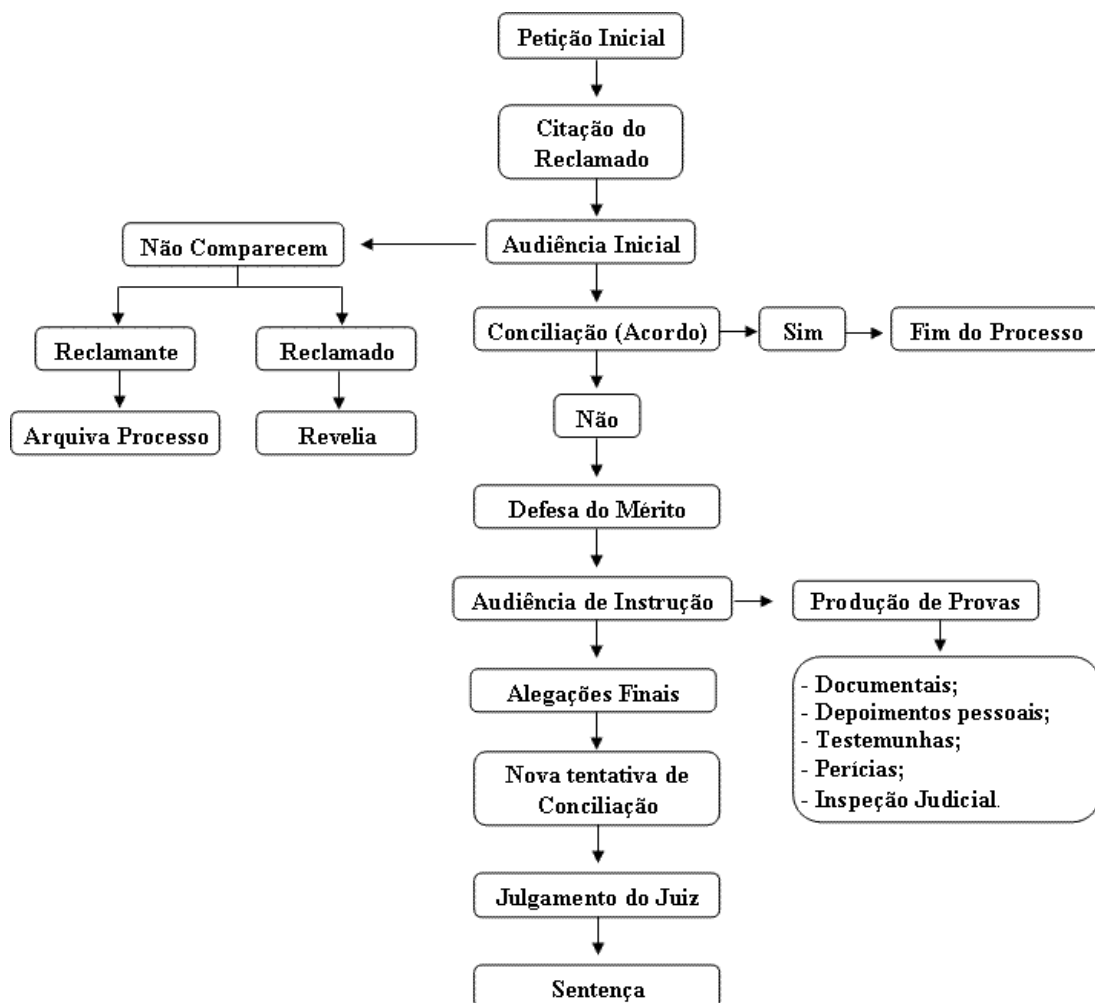 Petição Inicial
Citação do
Reclamado
Audiência Inicial
Não Comparecem
Reclamante
Reclamado
Arquiva Processo
Revelia
Conciliação (Acordo)
Sim
Fim do Processo
Não
Defesa do Mérito
Audiência de Instrução
Produção de Provas
- Documentais;
- Depoimentos pessoais;
- Testemunhas;
- Perícias;
- Inspeção Judicial.
Alegações Finais
Nova tentativa de
Conciliação
Julgamento do Juiz
Sentença